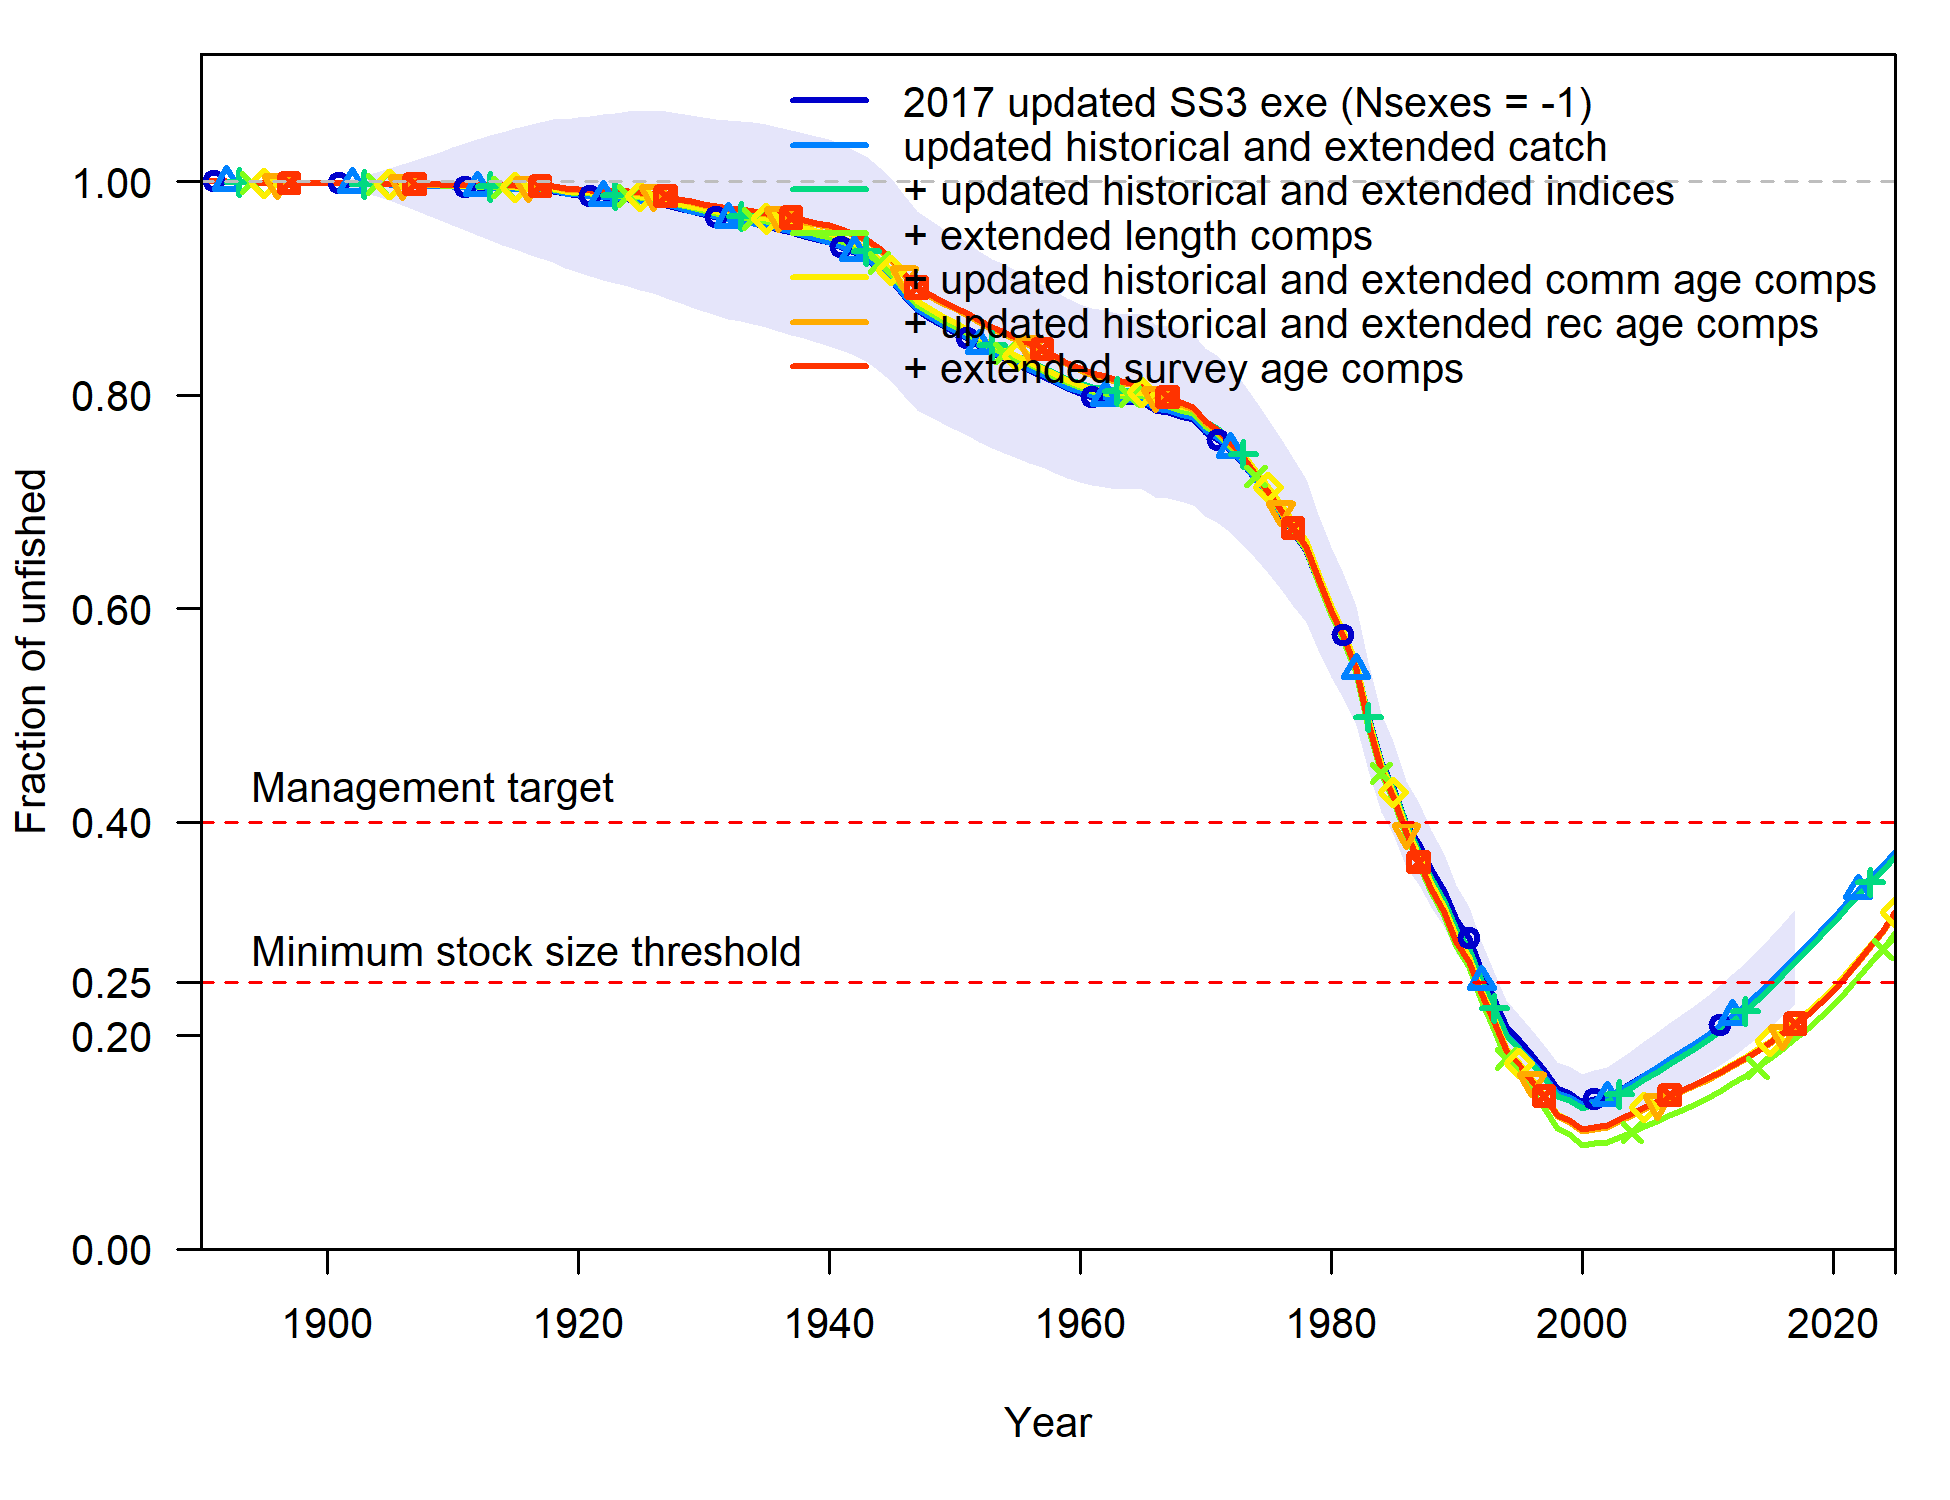 2017 updated SS3 exe (Nsexes = -1)
updated historical and extended catch
+ updated historical and extended indices
+ extended length comps
+ updated historical and extended comm age comps
+ updated historical and extended rec age comps
+ extended survey age comps
Fraction of unfished
1.00
0.80
0.60
0.40
0.25
0.20
0.00
Management target
Minimum stock size threshold
1900 1920 1940 1960 1980 2000 2020
Year